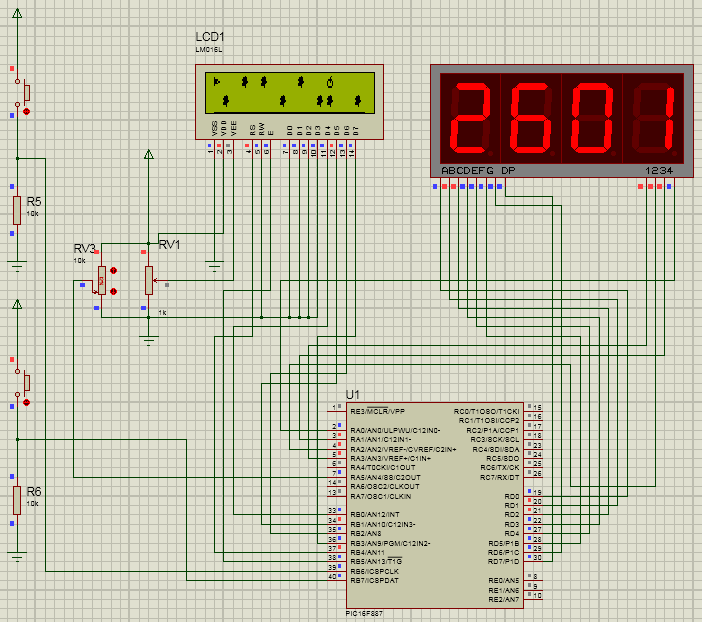 LCD1
LM016L
VSS
VDD
VEE
RS
RW
E
D0
D1
D2
D3
D4
D5
D6
D7
1
2
3
4
5
6
7
8
9
10
11
12
13
14
2601
ABCDEFG DP
1234
R5
10k
RV3
10k
RV1
1k
R6
10k
U1
1 RE3/MCLR/VPP
2 RA0/AN0/ULPWU/C12IN0-
3 RA1/AN1/C12IN1-
4 RA2/AN2/VREF-/CVREF/C2IN+
5 RA3/AN3/VREF+/C1IN+
6 RA4/T0CKI/C1OUT
7 RA5/AN4/SS/C2OUT
14 RA6/OSC2/CLKOUT
13 RA7/OSC1/CLKIN
33 RB0/AN12/INT
34 RB1/AN10/C12IN3-
35 RB2/AN8
36 RB3/AN9/PGM/C12IN2-
37 RB4/AN11
38 RB5/AN13/T1G
39 RB6/ICSPCLK
40 RB7/ICSPDAT
RC0/T1OSO/T1CKI 15
RC1/T1OSI/CCP2 16
RC2/P1A/CCP1 17
RC3/SCK/SCL 18
RC4/SDI/SDA 23
RC5/SDO 24
RC6/TX/CK 25
RC7/RX/DT 26
RD0 19
RD1 20
RD2 21
RD3 22
RD4 27
RD5/P1B 28
RD6/P1C 29
RD7/P1D 30
RE0/AN5 8
RE1/AN6 9
RE2/AN7 10
PIC16F887